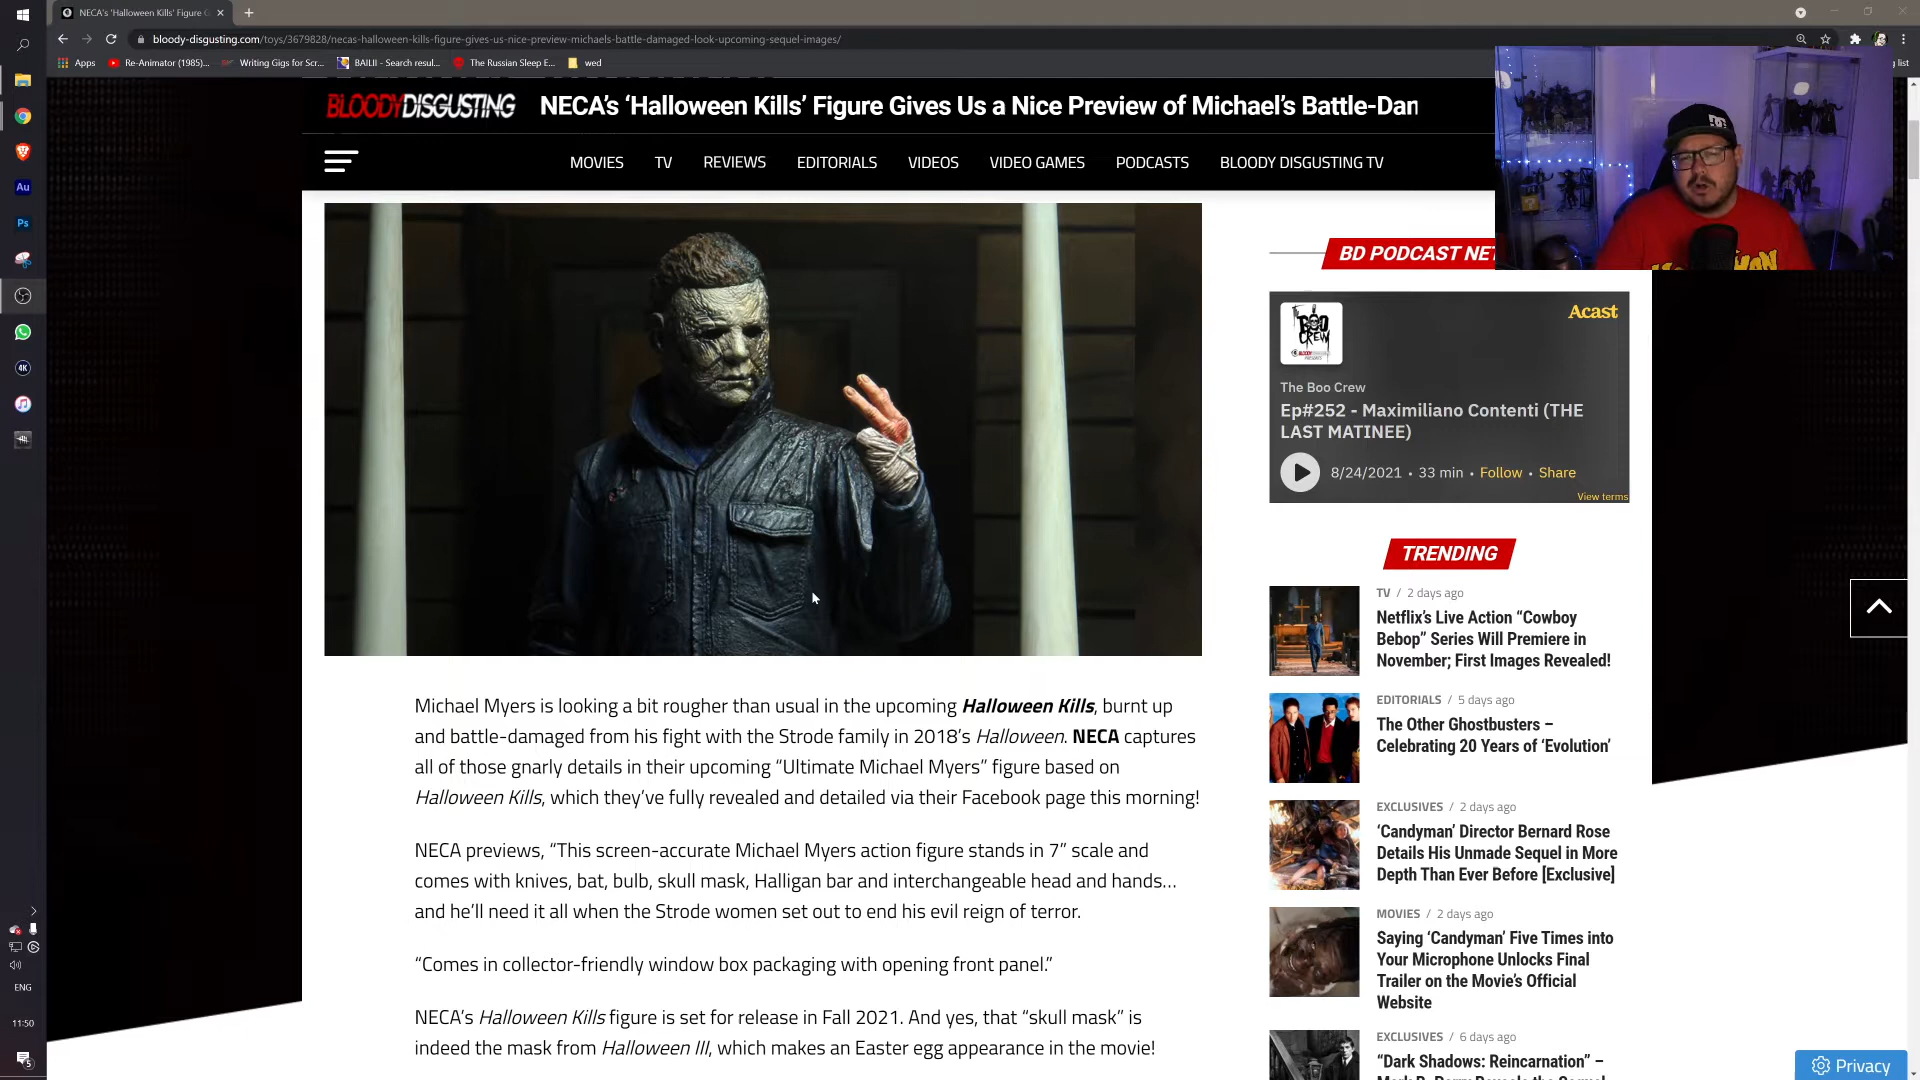 NECA's 'Halloween Kills' Figure G
bloody-disgusting.com/toys/3679828/necas-halloween-kills-figure-gives-us-nice-preview-michaels-battle-damaged-look-upcoming-sequel-images/
Apps
Re-Animator (1985)...
Writing Gigs for Scr...
BAILII - Search resul...
The Russian Sleep E...
wed
g list
BLOODY DISGUSTING
NECA's 'Halloween Kills' Figure Gives Us a Nice Preview of Michael's Battle-Dam
MOVIES TV REVIEWS EDITORIALS VIDEOS VIDEO GAMES PODCASTS BLOODY DISGUSTING TV
Michael Myers is looking a bit rougher than usual in the upcoming Halloween Kills, burnt up
and battle-damaged from his fight with the Strode family in 2018's Halloween. NECA captures
all of those gnarly details in their upcoming “Ultimate Michael Myers” figure based on
Halloween Kills, which they've fully revealed and detailed via their Facebook page this morning!
NECA previews, “This screen-accurate Michael Myers action figure stands in 7” scale and
comes with knives, bat, bulb, skull mask, Halligan bar and interchangeable head and hands…
and he'll need it all when the Strode women set out to end his evil reign of terror.
“Comes in collector-friendly window box packaging with opening front panel.”
NECA's Halloween Kills figure is set for release in Fall 2021. And yes, that “skull mask” is
indeed the mask from Halloween III, which makes an Easter egg appearance in the movie!
BD PODCAST NET
Acast
BOO
CREW
The Boo Crew
Ep#252 - Maximiliano Contenti (THE
LAST MATINEE)
8/24/2021 • 33 min • Follow • Share
View terms
TRENDING
TV / 2 days ago
Netflix's Live Action “Cowboy
Bebop” Series Will Premiere in
November; First Images Revealed!
EDITORIALS / 5 days ago
The Other Ghostbusters –
Celebrating 20 Years of ‘Evolution’
EXCLUSIVES / 2 days ago
‘Candyman’ Director Bernard Rose
Details His Unmade Sequel in More
Depth Than Ever Before [Exclusive]
MOVIES / 2 days ago
Saying ‘Candyman’ Five Times into
Your Microphone Unlocks Final
Trailer on the Movie's Official
Website
EXCLUSIVES / 6 days ago
“Dark Shadows: Reincarnation” –
Privacy
Au
Ps
4K
ENG
11:50
5